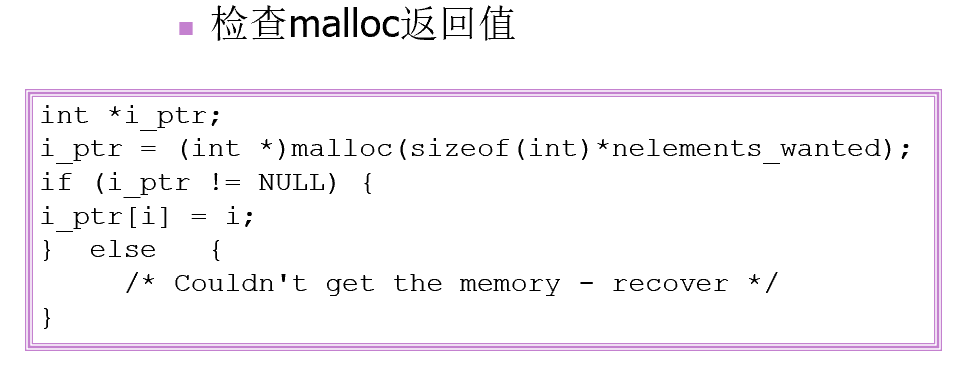 检查malloc返回值
int *i_ptr;
i_ptr = (int *)malloc(sizeof(int)*nelements_wanted);
if (i_ptr != NULL) {
i_ptr[i] = i;
}  else   {
     /* Couldn't get the memory - recover */
}